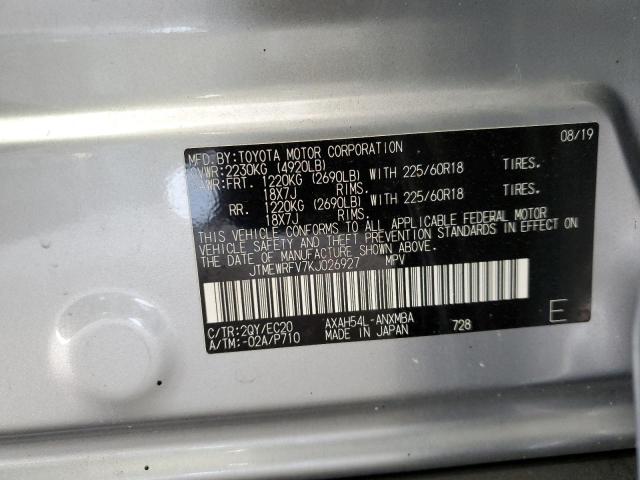 MFD.BY:TOYOTA MOTOR CORPORATION 08/19
GVWR:2230KG (4920LB)
GAWR:FRT. 1220KG (2690LB) WITH 225/60R18 TIRES.
18X7J RIMS.
RR. 1220KG (2690LB) WITH 225/60R18 TIRES.
18X7J RIMS.
THIS VEHICLE CONFORMS TO ALL APPLICABLE FEDERAL MOTOR
VEHICLE SAFETY AND THEFT PREVENTION STANDARDS IN EFFECT ON
THE DATE OF MANUFACTURE SHOWN ABOVE.
JTMEWRFV7KJ026927 MPV
C/TR:2QY/EC20 AXAH54L-ANXMBA 728 E
A/TM:-02A/P710 MADE IN JAPAN